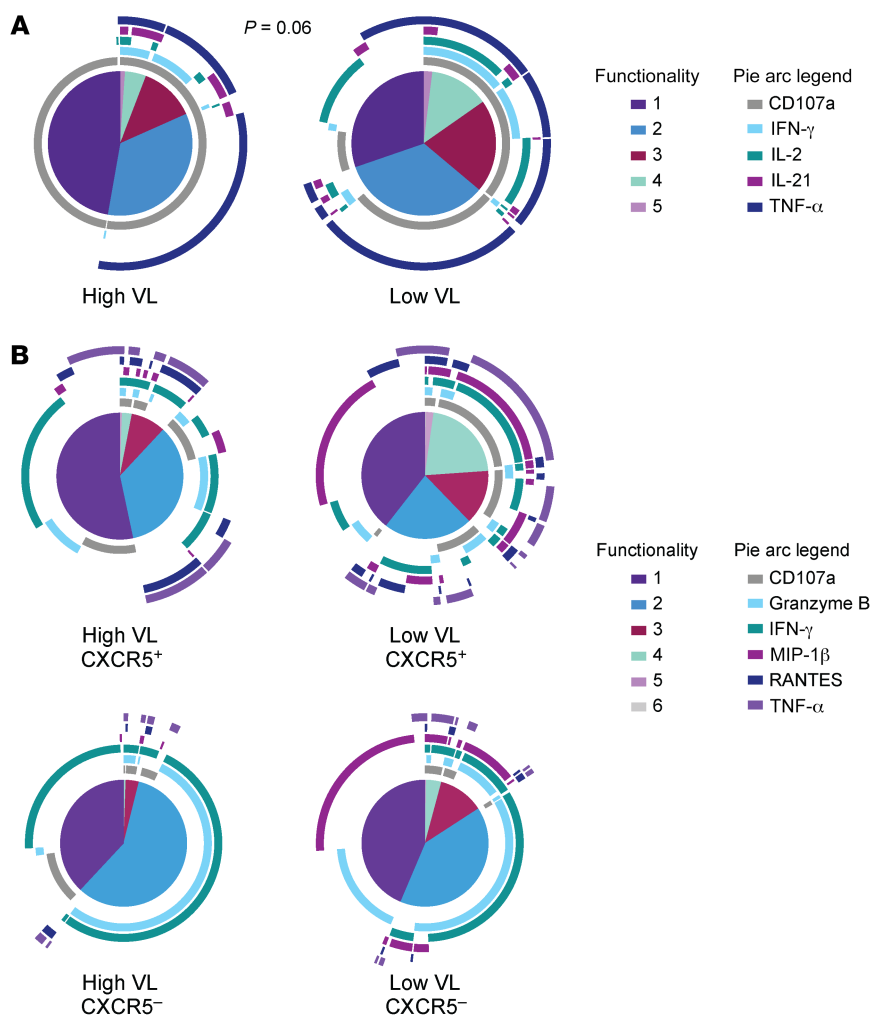 A
P = 0.06
High VL
Low VL
Functionality
1
2
3
4
5
Pie arc legend
CD107a
IFN-γ
IL-2
IL-21
TNF-α
B
High VL
CXCR5+
Low VL
CXCR5+
Functionality
1
2
3
4
5
6
Pie arc legend
CD107a
Granzyme B
IFN-γ
MIP-1β
RANTES
TNF-α
High VL
CXCR5–
Low VL
CXCR5–